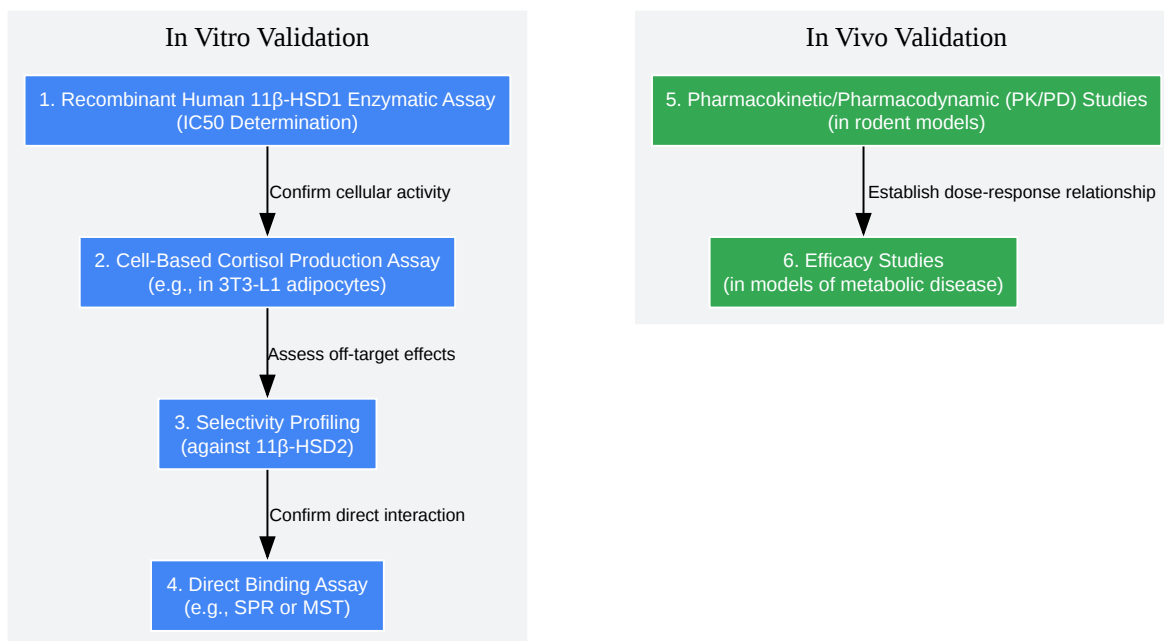 In Vitro Validation
1. Recombinant Human 11β-HSD1 Enzymatic Assay
(IC50 Determination)
Confirm cellular activity
2. Cell-Based Cortisol Production Assay
(e.g., in 3T3-L1 adipocytes)
Assess off-target effects
3. Selectivity Profiling
(against 11β-HSD2)
Confirm direct interaction
4. Direct Binding Assay
(e.g., SPR or MST)
In Vivo Validation
5. Pharmacokinetic/Pharmacodynamic (PK/PD) Studies
(in rodent models)
Establish dose-response relationship
6. Efficacy Studies
(in models of metabolic disease)